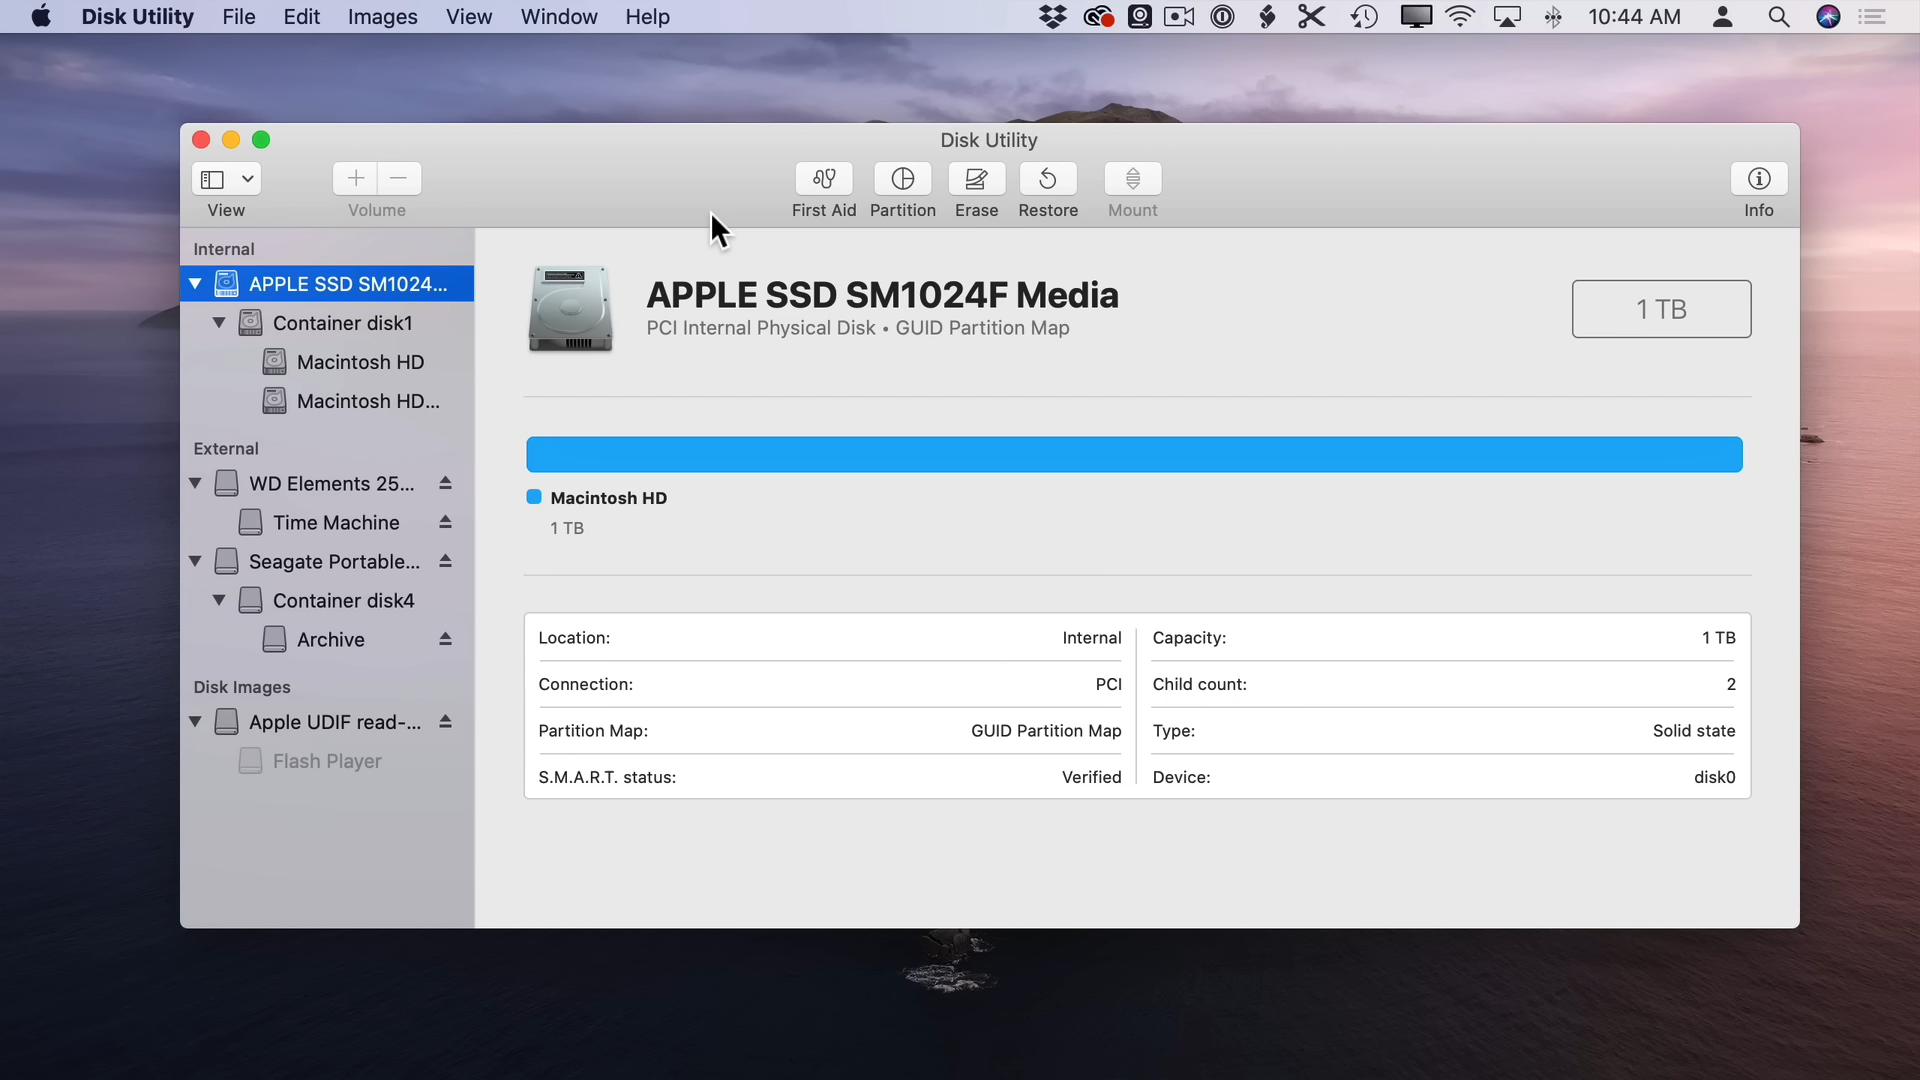 Disk Utility File Edit Images View Window Help 10:44 AM
Disk Utility
View Volume First Aid Partition Erase Restore Mount Info
Internal
APPLE SSD SM1024...
Container disk1
Macintosh HD
Macintosh HD...
External
WD Elements 25...
Time Machine
Seagate Portable...
Container disk4
Archive
Disk Images
Apple UDIF read-...
Flash Player
APPLE SSD SM1024F Media
PCI Internal Physical Disk • GUID Partition Map
1 TB
Macintosh HD
1 TB
Location: Internal
Connection: PCI
Partition Map: GUID Partition Map
S.M.A.R.T. status: Verified
Capacity: 1 TB
Child count: 2
Type: Solid state
Device: disk0